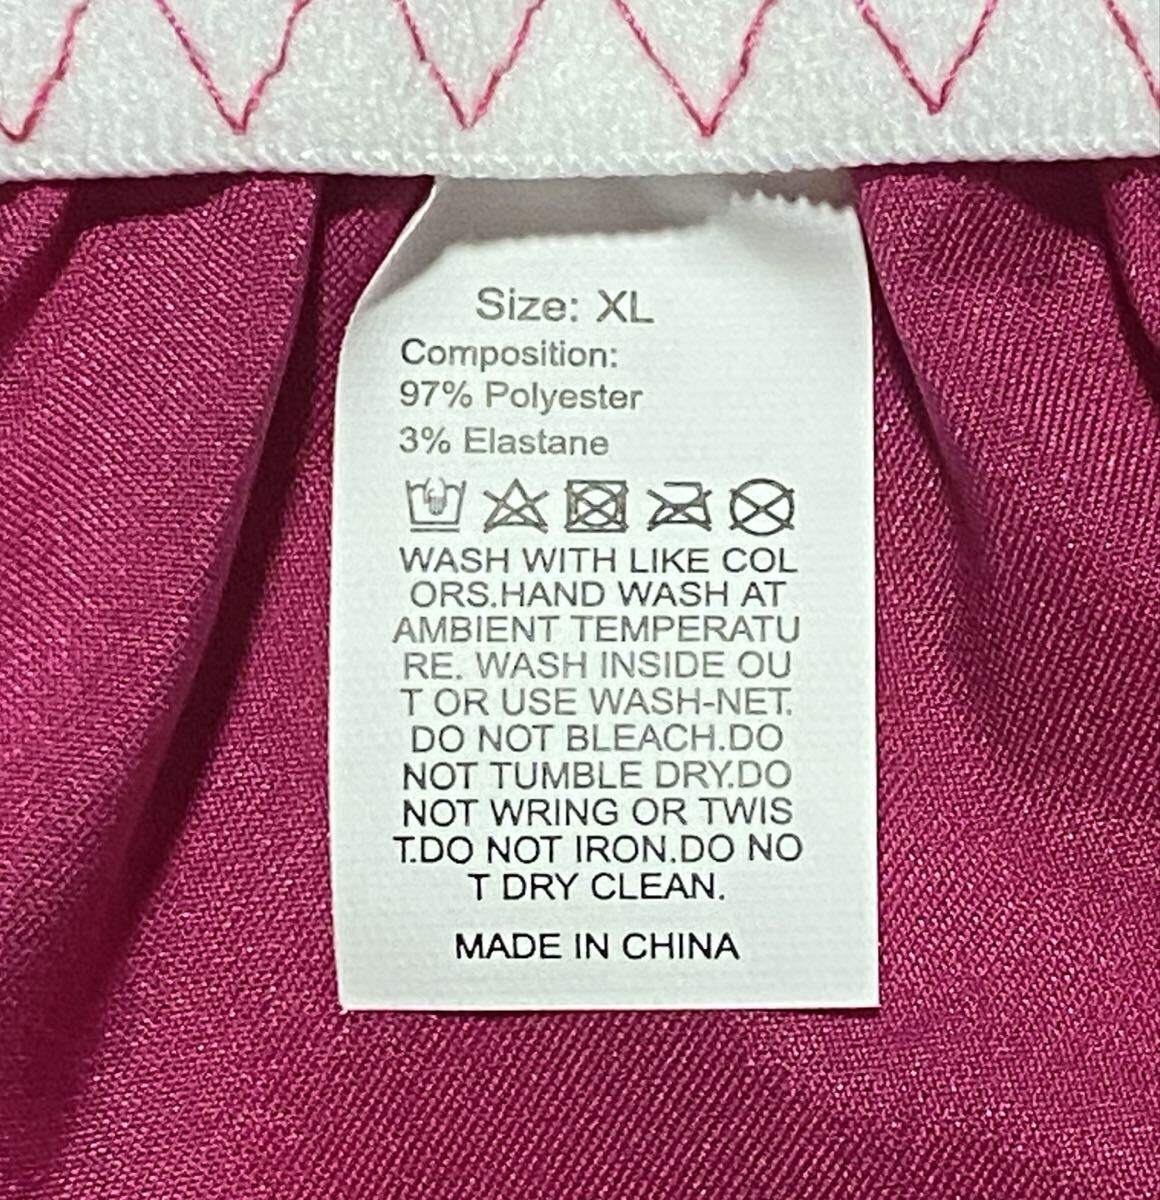 Size: XL
Composition:
97% Polyester
3% Elastane
WASH WITH LIKE COL
ORS.HAND WASH AT
AMBIENT TEMPERATU
RE. WASH INSIDE OU
T OR USE WASH-NET.
DO NOT BLEACH.DO
NOT TUMBLE DRY.DO
NOT WRING OR TWIS
T.DO NOT IRON.DO NO
T DRY CLEAN.
MADE IN CHINA